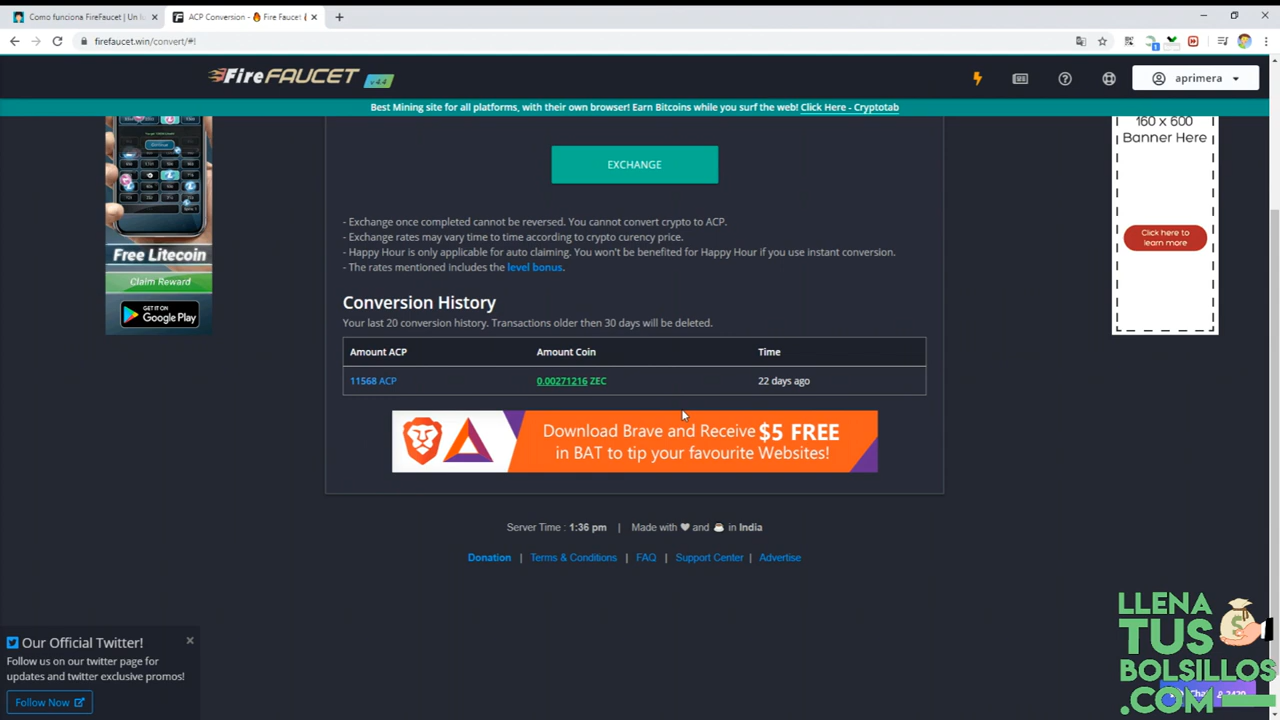 Como funciona FireFaucet | Un
ACP Conversion - Fire Faucet
firefaucet.win/convert/#!
FireFAUCET v4.4
aprimera
Best Mining site for all platforms, with their own browser! Earn Bitcoins while you surf the web! Click Here - Cryptotab
Continue
Free Litecoin
Claim Reward
GET IT ON
Google Play
160 x 600
Banner Here
Click here to
learn more
EXCHANGE
- Exchange once completed cannot be reversed. You cannot convert crypto to ACP.
- Exchange rates may vary time to time according to crypto curency price.
- Happy Hour is only applicable for auto claiming. You won't be benefited for Happy Hour if you use instant conversion.
- The rates mentioned includes the level bonus.
Conversion History
Your last 20 conversion history. Transactions older then 30 days will be deleted.
Amount ACP Amount Coin Time
11568 ACP 0.00271216 ZEC 22 days ago
Download Brave and Receive $5 FREE
in BAT to tip your favourite Websites!
Server Time : 1:36 pm | Made with and in India
Donation | Terms & Conditions | FAQ | Support Center | Advertise
Our Official Twitter!
Follow us on our twitter page for
updates and twitter exclusive promos!
Follow Now
LLENA
TUS
BOLSILLOS
.COM